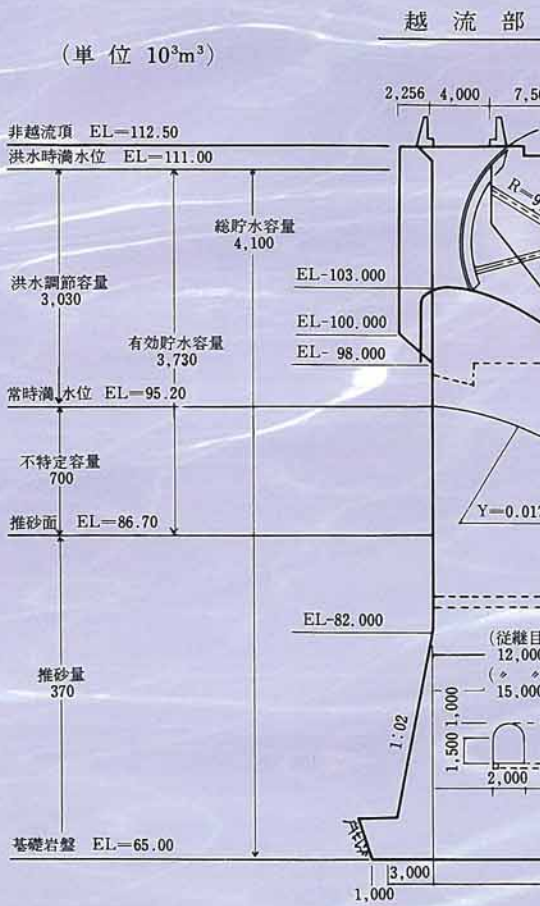 越流部
(単位 10³m³)
2,256 4,000
非越流頂 EL=112.50
洪水時満水位 EL=111.00
総貯水容量
4,100
EL-103.000
洪水調節容量
3,030
EL-100.000
有効貯水容量
3,730
EL- 98.000
常時満水位 EL=95.20
不特定容量
700
推砂面 EL=86.70
EL-82.000
推砂量
370
1:02
12,000
15,000
1,500 1,000
2,000
基礎岩盤 EL=65.00
3,000
1,000